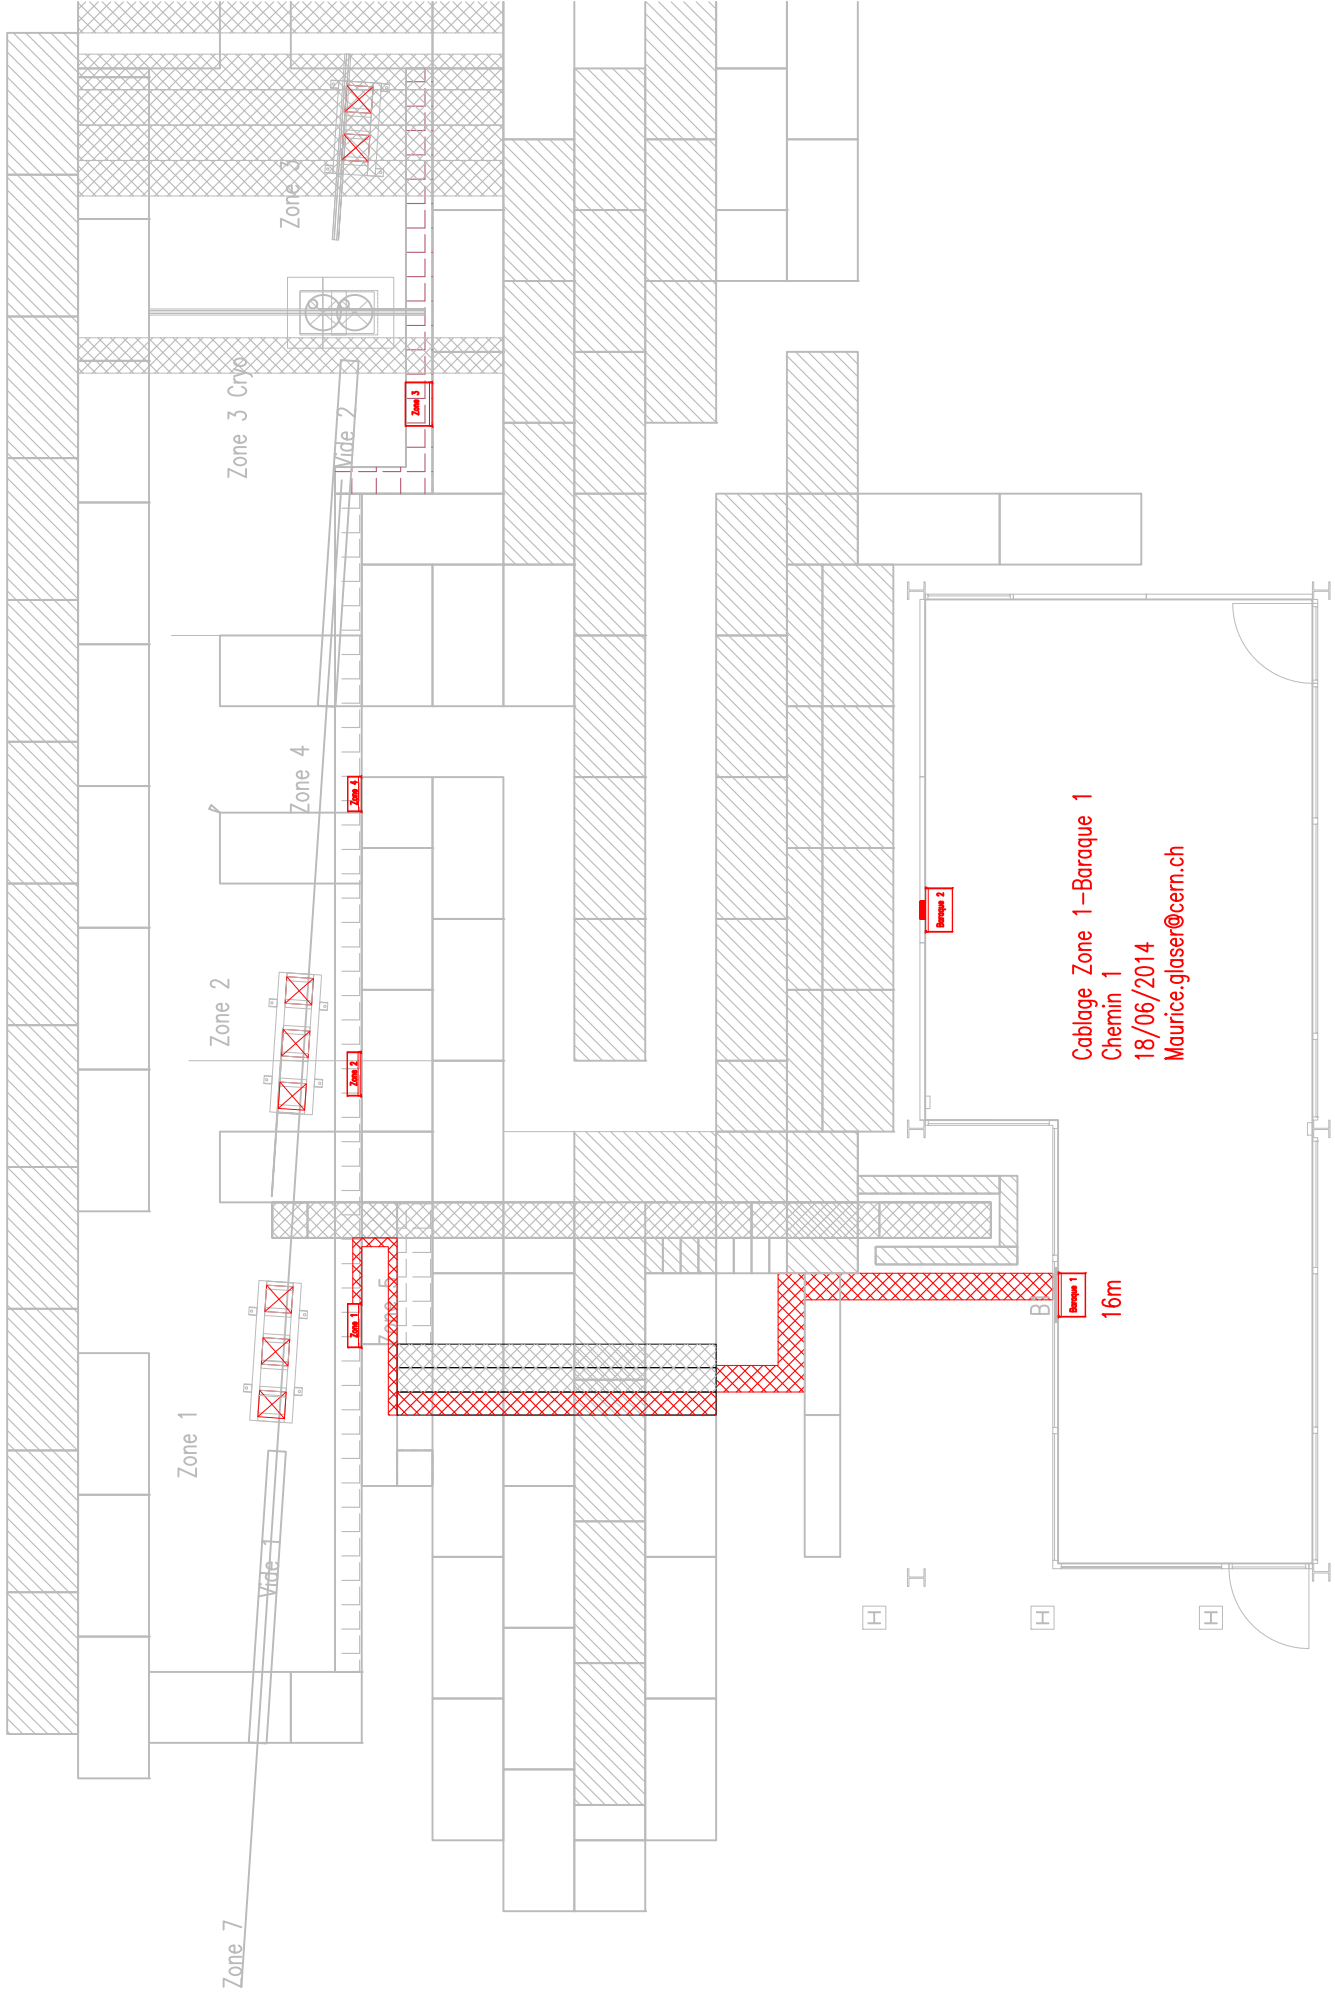 Zone 3
Zone 3 Cryo
Vide 2
Zone 3
Zone 4
Zone 4
Zone 2
Zone 2
Baraque 2
Cablage Zone 1-Baraque 1
Chemin 1
18/06/2014
Maurice.glaser@cern.ch
Zone 1
Zone 5
Baraque 1
16m
Zone 1
Vide 1
Zone 7